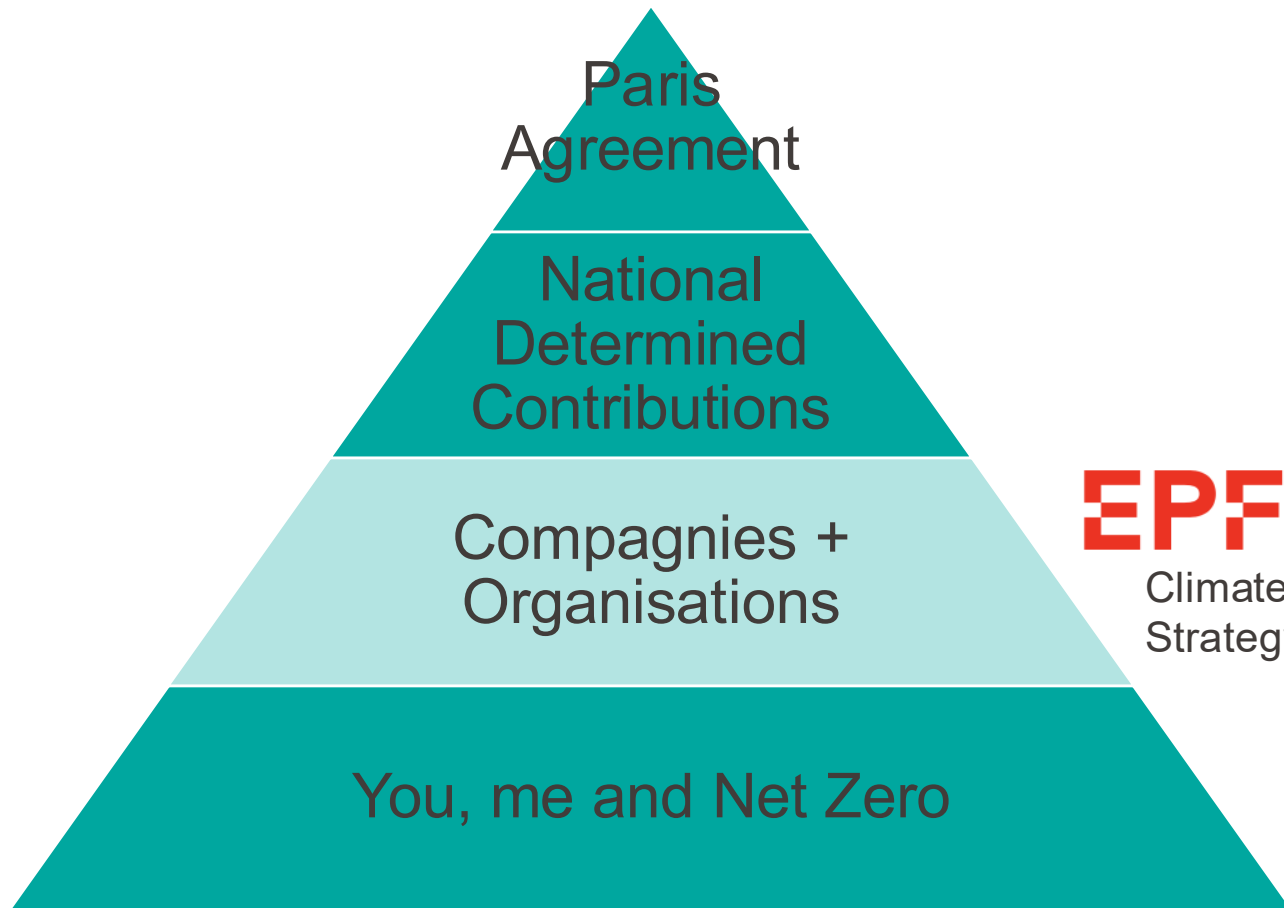 Paris
Agreement
National
Determined
Contributions
Compagnies +
Organisations
EPF
Climate
Strateg
You, me and Net Zero